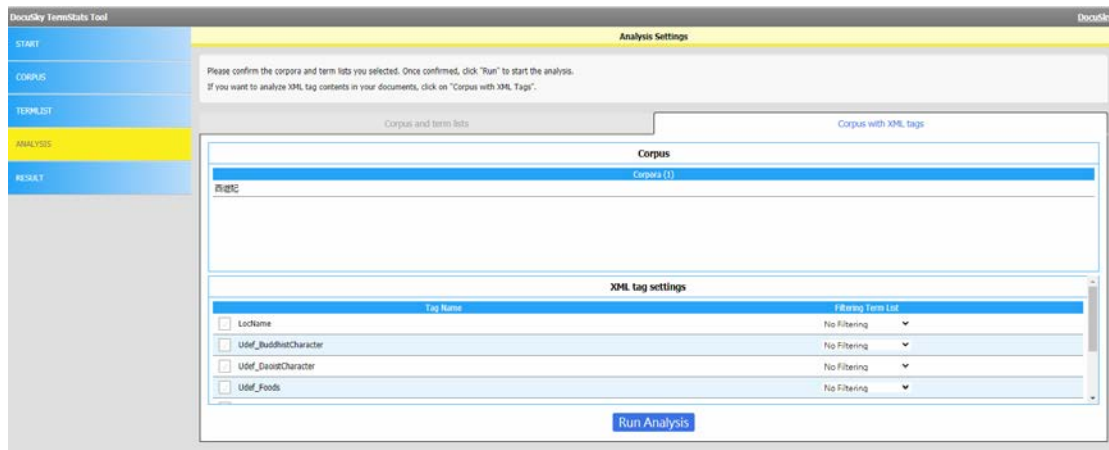 DocuSky TermStats Tool
DocuSky
START
CORPUS
TERMLIST
ANALYSIS
RESULT
Analysis Settings
Please confirm the corpora and term lists you selected. Once confirmed, click "Run" to start the analysis.
If you want to analyze XML tag contents in your documents, click on "Corpus with XML Tags".
Corpus and term lists
Corpus with XML tags
Corpus
Corpora (1)
西遊記
XML tag settings
Tag Name Filtering Term List
LocName No Filtering
Udef_BuddhistCharacter No Filtering
Udef_DaoistCharacter No Filtering
Udef_Foods No Filtering
Run Analysis